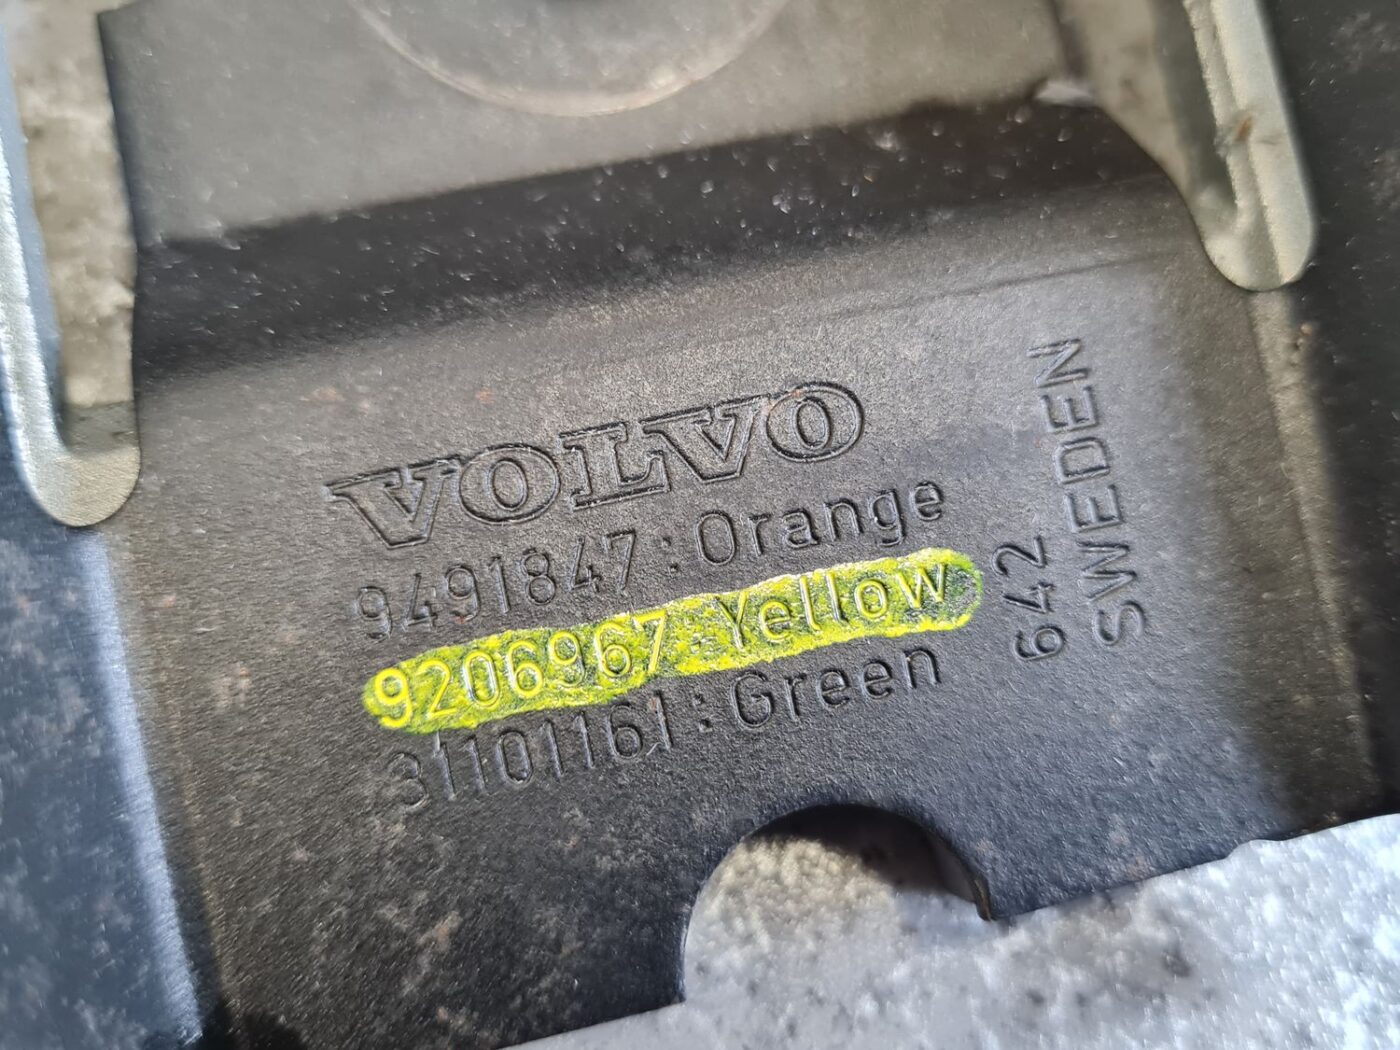 VOLVO
9491847:Orange
9206967:Yellow
31101161:Green
642
SWEDEN